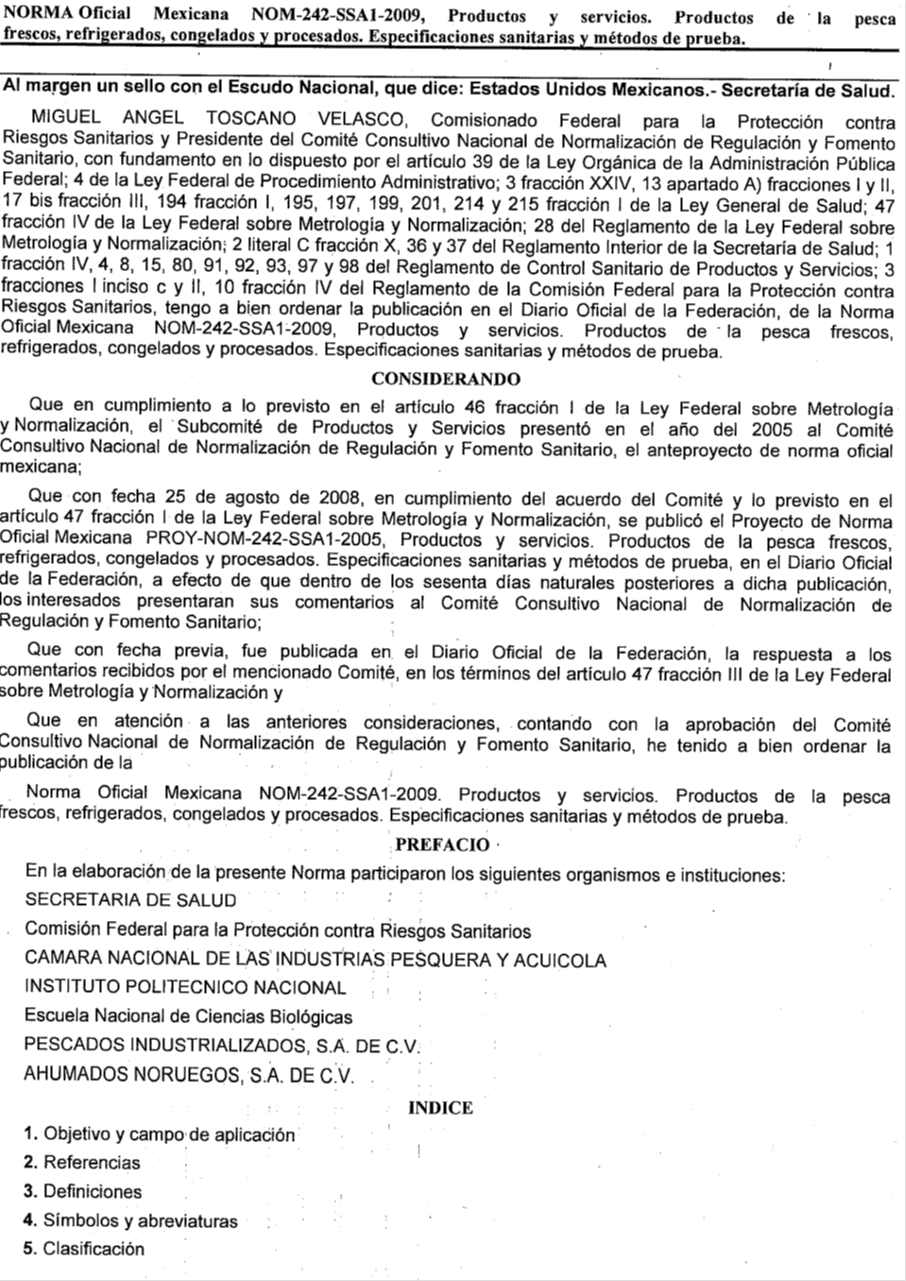 NORMA Oficial Mexicana NOM-242-SSA1-2009, Productos y servicios. Productos de la pesca
frescos, refrigerados, congelados y procesados. Especificaciones sanitarias y métodos de prueba.
Al margen un sello con el Escudo Nacional, que dice: Estados Unidos Mexicanos.- Secretaría de Salud.
MIGUEL ANGEL TOSCANO VELASCO, Comisionado Federal para la Protección contra
Riesgos Sanitarios y Presidente del Comité Consultivo Nacional de Normalización de Regulación y Fomento
Sanitario, con fundamento en lo dispuesto por el artículo 39 de la Ley Orgánica de la Administración Pública
Federal; 4 de la Ley Federal de Procedimiento Administrativo; 3 fracción XXIV, 13 apartado A) fracciones I y II,
17 bis fracción III, 194 fracción I, 195, 197, 199, 201, 214 y 215 fracción I de la Ley General de Salud; 47
fracción IV de la Ley Federal sobre Metrología y Normalización; 28 del Reglamento de la Ley Federal sobre
Metrología y Normalización; 2 literal C fracción X, 36 y 37 del Reglamento Interior de la Secretaría de Salud; 1
fracción IV, 4, 8, 15, 80, 91, 92, 93, 97 y 98 del Reglamento de Control Sanitario de Productos y Servicios; 3
fracciones I inciso c y II, 10 fracción IV del Reglamento de la Comisión Federal para la Protección contra
Riesgos Sanitarios, tengo a bien ordenar la publicación en el Diario Oficial de la Federación, de la Norma
Oficial Mexicana NOM-242-SSA1-2009, Productos y servicios. Productos de la pesca frescos,
refrigerados, congelados y procesados. Especificaciones sanitarias y métodos de prueba.
CONSIDERANDO
Que en cumplimiento a lo previsto en el artículo 46 fracción I de la Ley Federal sobre Metrología
y Normalización, el Subcomité de Productos y Servicios presentó en el año del 2005 al Comité
Consultivo Nacional de Normalización de Regulación y Fomento Sanitario, el anteproyecto de norma oficial
mexicana;
Que con fecha 25 de agosto de 2008, en cumplimiento del acuerdo del Comité y lo previsto en el
artículo 47 fracción I de la Ley Federal sobre Metrología y Normalización, se publicó el Proyecto de Norma
Oficial Mexicana PROY-NOM-242-SSA1-2005, Productos y servicios. Productos de la pesca frescos,
refrigerados, congelados y procesados. Especificaciones sanitarias y métodos de prueba, en el Diario Oficial
de la Federación, a efecto de que dentro de los sesenta días naturales posteriores a dicha publicación,
los interesados presentaran sus comentarios al Comité Consultivo Nacional de Normalización de
Regulación y Fomento Sanitario;
Que con fecha previa, fue publicada en el Diario Oficial de la Federación, la respuesta a los
comentarios recibidos por el mencionado Comité, en los términos del artículo 47 fracción III de la Ley Federal
sobre Metrología y Normalización y
Que en atención a las anteriores consideraciones, contando con la aprobación del Comité
Consultivo Nacional de Normalización de Regulación y Fomento Sanitario, he tenido a bien ordenar la
publicación de la
Norma Oficial Mexicana NOM-242-SSA1-2009. Productos y servicios. Productos de la pesca
frescos, refrigerados, congelados y procesados. Especificaciones sanitarias y métodos de prueba.
PREFACIO
En la elaboración de la presente Norma participaron los siguientes organismos e instituciones:
SECRETARIA DE SALUD
Comisión Federal para la Protección contra Riesgos Sanitarios
CAMARA NACIONAL DE LAS INDUSTRIAS PESQUERA Y ACUICOLA
INSTITUTO POLITECNICO NACIONAL
Escuela Nacional de Ciencias Biológicas
PESCADOS INDUSTRIALIZADOS, S.A. DE C.V.
AHUMADOS NORUEGOS, S.A. DE C.V.
INDICE
1. Objetivo y campo de aplicación
2. Referencias
3. Definiciones
4. Símbolos y abreviaturas
5. Clasificación